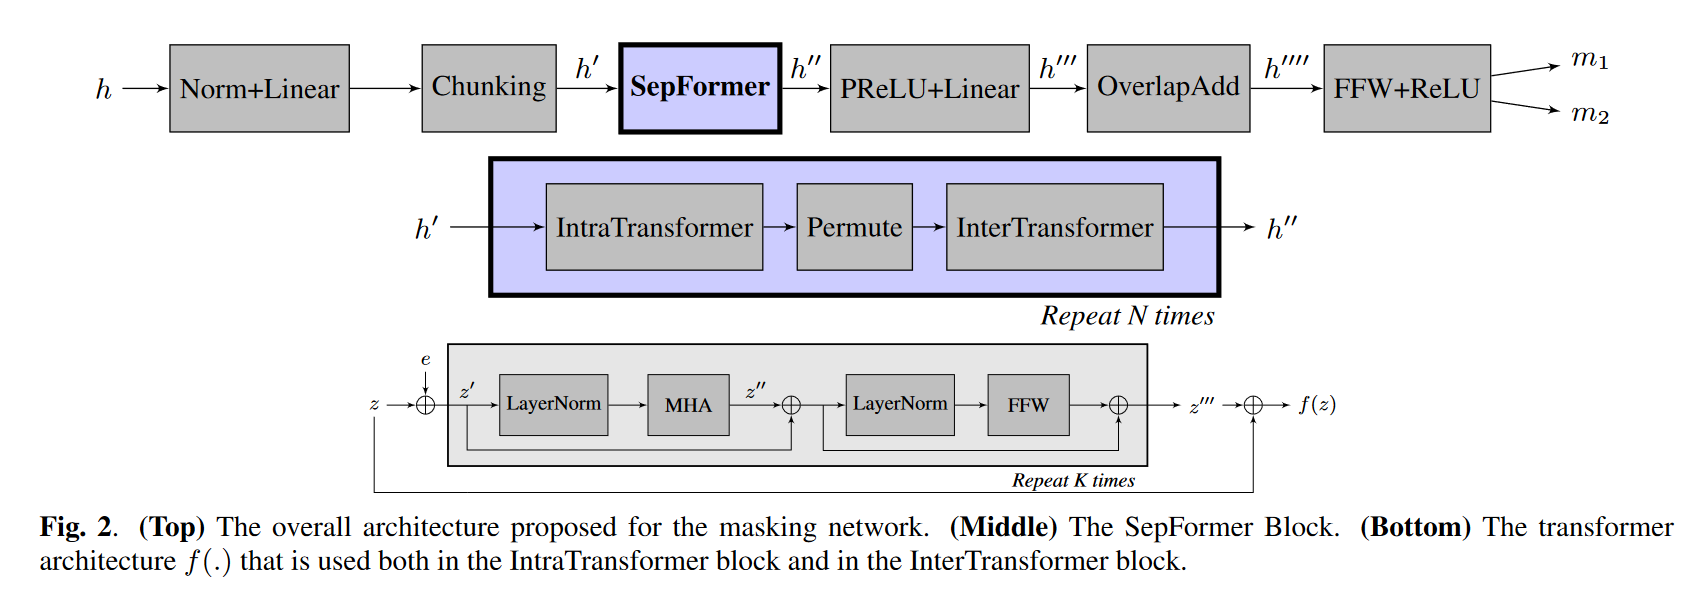 h Norm+Linear Chunking h′ SepFormer h′′ PReLU+Linear h′′′ OverlapAdd h′′′′ FFW+ReLU m₁
m₂
h′ IntraTransformer Permute InterTransformer h′′
Repeat N times
e
z z′ LayerNorm MHA z′′ LayerNorm FFW z′′′ f(z)
Repeat K times
Fig. 2. (Top) The overall architecture proposed for the masking network. (Middle) The SepFormer Block. (Bottom) The transformer
architecture f(.) that is used both in the IntraTransformer block and in the InterTransformer block.